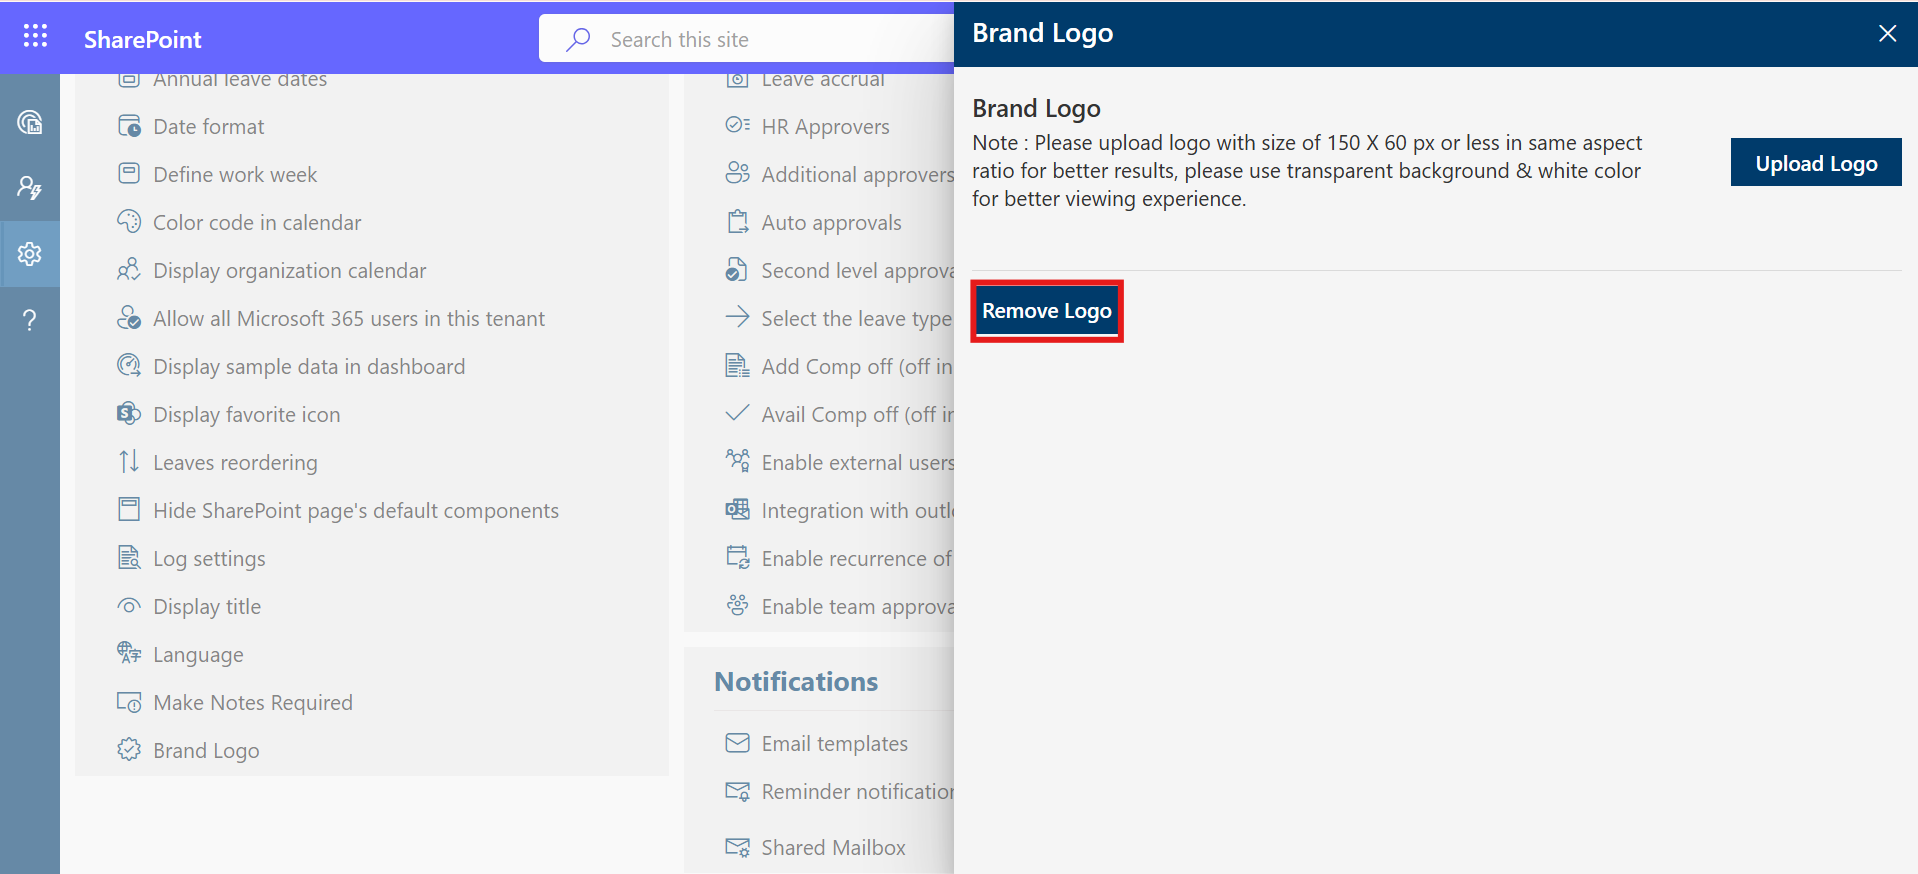 SharePoint
Search this site
Annual leave dates
Date format
Define work week
Color code in calendar
Display organization calendar
Allow all Microsoft 365 users in this tenant
Display sample data in dashboard
Display favorite icon
Leaves reordering
Hide SharePoint page's default components
Log settings
Display title
Language
Make Notes Required
Brand Logo
Leave accrual
HR Approvers
Additional approvers
Auto approvals
Second level approva
Select the leave type
Add Comp off (off in
Avail Comp off (off in
Enable external users
Integration with outlo
Enable recurrence of
Enable team approva
Notifications
Email templates
Reminder notification
Shared Mailbox
Brand Logo
Brand Logo
Note : Please upload logo with size of 150 X 60 px or less in same aspect
ratio for better results, please use transparent background & white color
for better viewing experience.
Upload Logo
Remove Logo